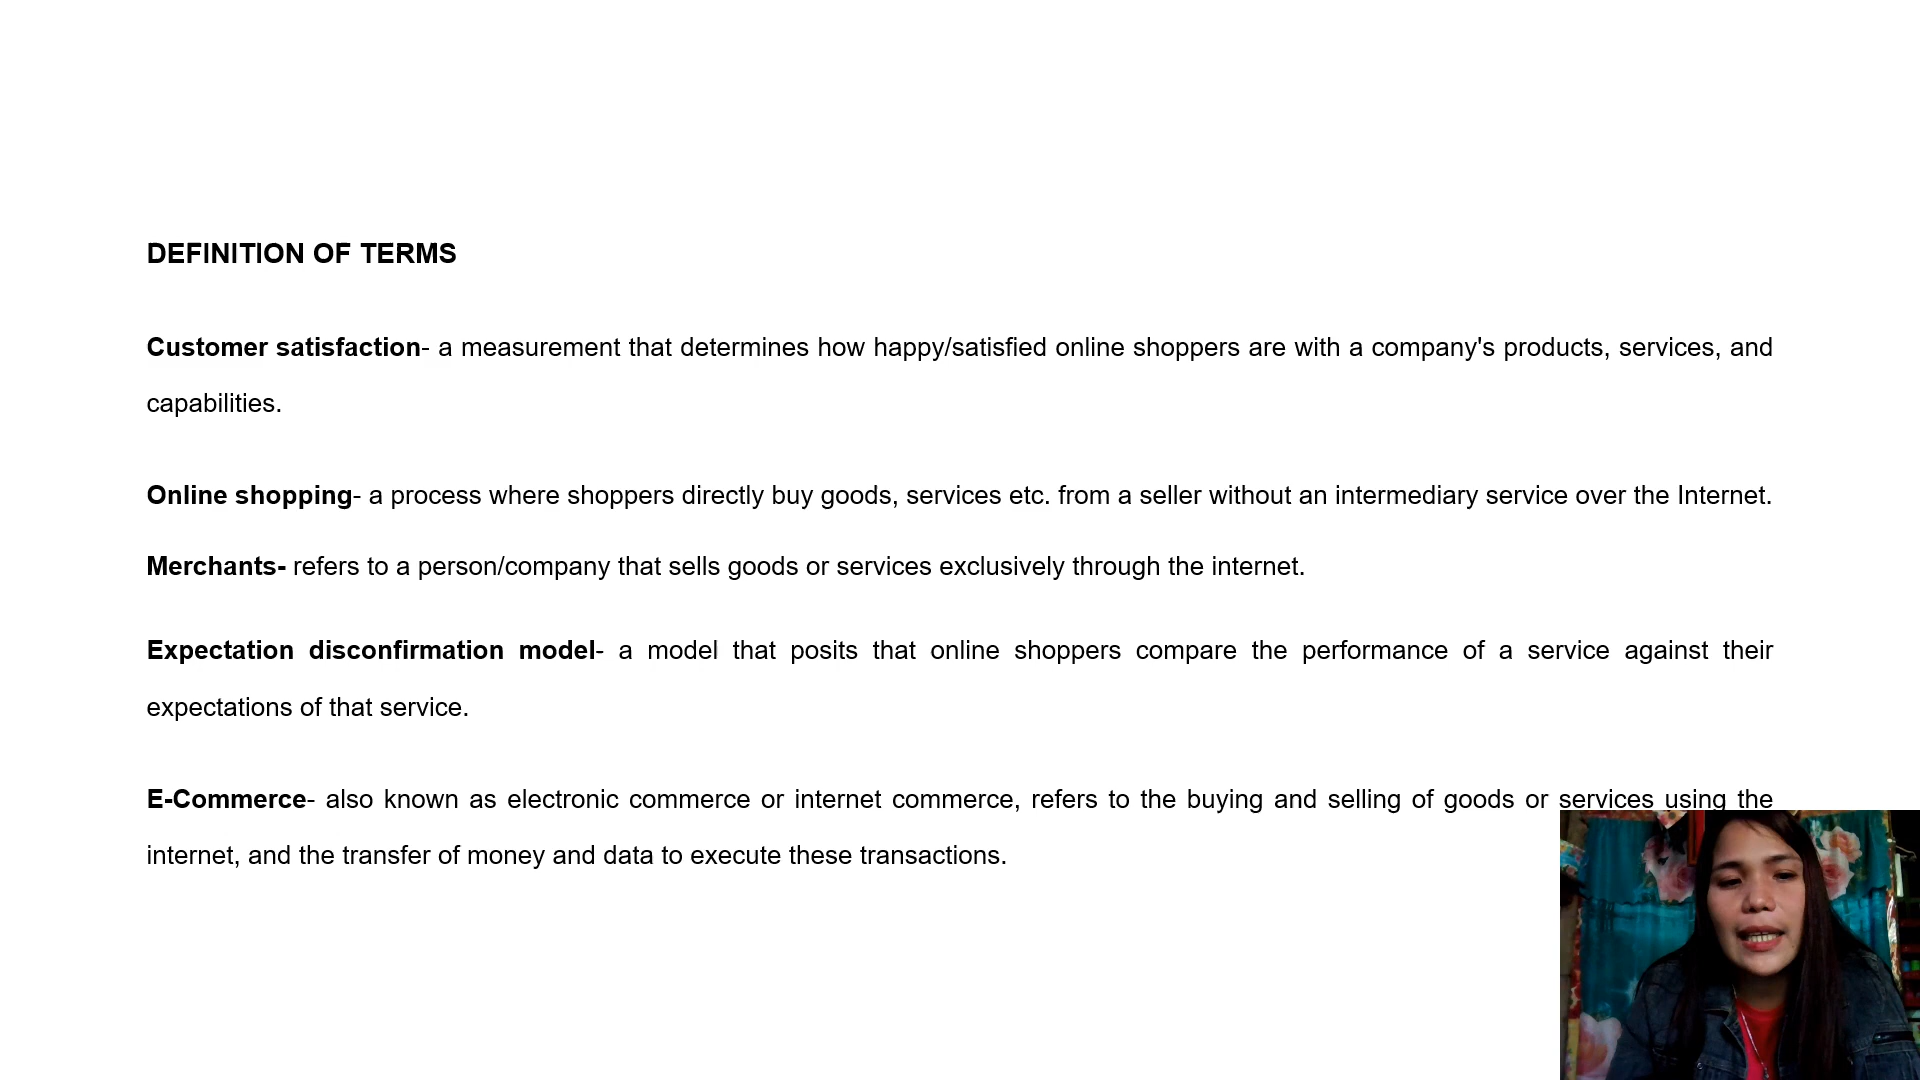 DEFINITION OF TERMS
Customer satisfaction- a measurement that determines how happy/satisfied online shoppers are with a company's products, services, and
capabilities.
Online shopping- a process where shoppers directly buy goods, services etc. from a seller without an intermediary service over the Internet.
Merchants- refers to a person/company that sells goods or services exclusively through the internet.
Expectation disconfirmation model- a model that posits that online shoppers compare the performance of a service against their
expectations of that service.
E-Commerce- also known as electronic commerce or internet commerce, refers to the buying and selling of goods or services using the
internet, and the transfer of money and data to execute these transactions.